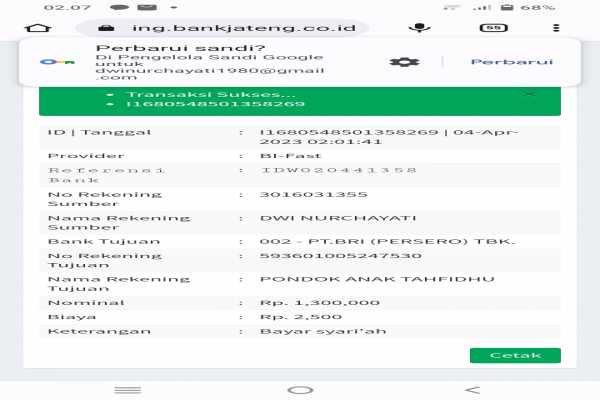 02.07
68%
ing.bankjateng.co.id
55
Perbarui sandi?
Di Pengelola Sandi Google
untuk
dwinurchayati1980@gmail
.com
Perbarui
Transaksi Sukses...
I1680548501358269
ID | Tanggal : I1680548501358269 | 04-Apr-
2023 02:01:41
Provider : BI-Fast
Referensi : IDW020441358
Bank
No Rekening : 3016031355
Sumber
Nama Rekening : DWI NURCHAYATI
Sumber
Bank Tujuan : 002 - PT.BRI (PERSERO) TBK.
No Rekening : 593601005247530
Tujuan
Nama Rekening : PONDOK ANAK TAHFIDHU
Tujuan
Nominal : Rp. 1,300,000
Biaya : Rp. 2,500
Keterangan : Bayar syari'ah
Cetak